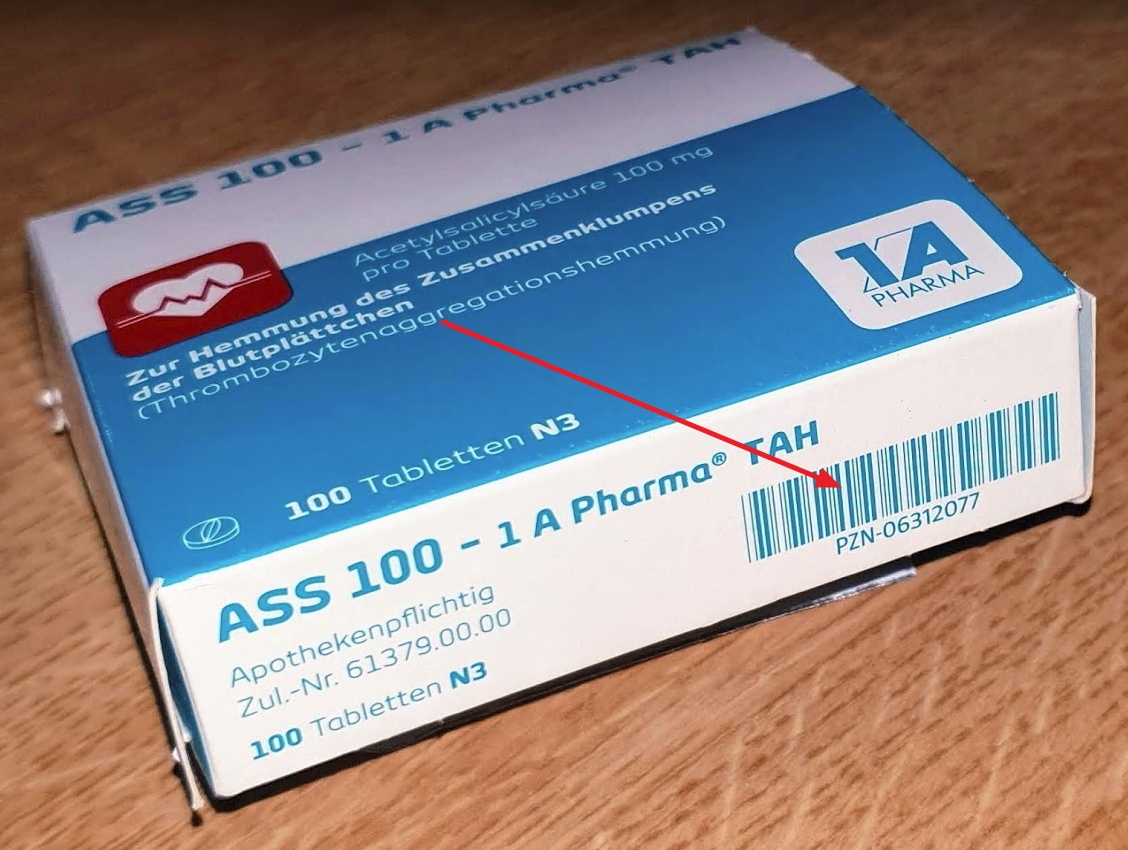 ASS 100 - 1 A Pharma® TAH
Acetylsalicylsäure 100 mg
pro Tablette
Zur Hemmung des Zusammenklumpens
der Blutplättchen
(Thrombozytenaggregationshemmung)
1A
PHARMA
100 Tabletten N3
ASS 100 - 1 A Pharma® TAH
Apothekenpflichtig
Zul.-Nr. 61379.00.00
100 Tabletten N3
PZN-06312077